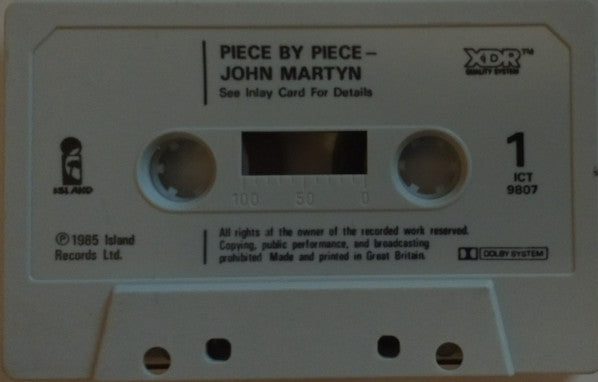 PIECE BY PIECE –
JOHN MARTYN
See Inlay Card For Details
XDR™
QUALITY SYSTEM
ISLAND
1
ICT
9807
100 50 0
℗ 1985 Island
Records Ltd.
All rights of the owner of the recorded work reserved.
Copying, public performance, and broadcasting
prohibited Made and printed in Great Britain.
DOLBY SYSTEM